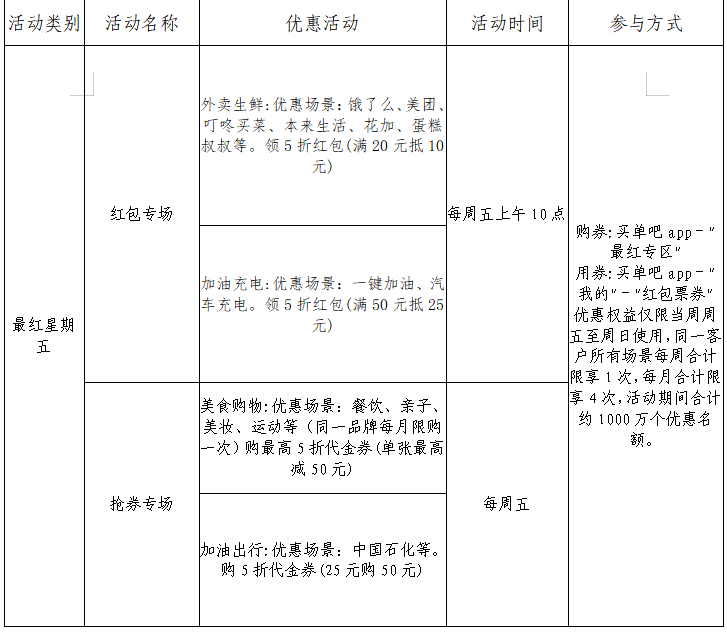 活动类别
活动名称
优惠活动
活动时间
参与方式
最红星期
五
红包专场
外卖生鲜:优惠场景：饿了么、美团、
叮咚买菜、本来生活、花加、蛋糕
叔叔等。领5折红包(满20元抵10
元)
加油充电:优惠场景：一键加油、汽
车充电。领5折红包(满50元抵25
元)
每周五上午10点
抢券专场
美食购物:优惠场景：餐饮、亲子、
美妆、运动等（同一品牌每月限购
一次）购最高5折代金券(单张最高
减50元)
加油出行:优惠场景：中国石化等。
购5折代金券(25元购50元)
每周五
购券:买单吧app-"
最红专区"
用券:买单吧app-"
我的"-"红包票券"
优惠权益仅限当周周
五至周日使用,同一客
户所有场景每周合计
限享1次,每月合计限
享4次,活动期间合计
约1000万个优惠名
额。